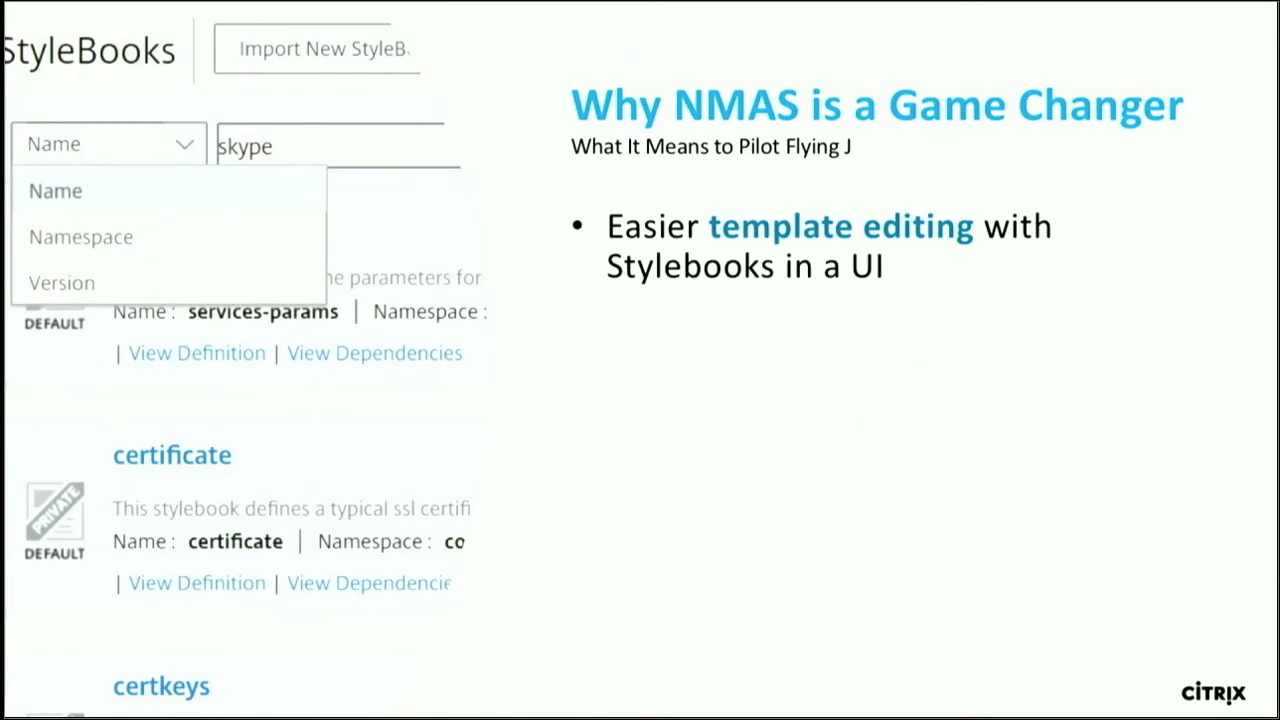 StyleBooks
Import New StyleB
Name
skype
Name
Namespace
Version
parameters for
DEFAULT
Name : services-params | Namespace :
| View Definition | View Dependencies
certificate
This stylebook defines a typical ssl certifi
PRIVATE
DEFAULT
Name : certificate | Namespace : co
| View Definition | View Dependencie
certkeys
Why NMAS is a Game Changer
What It Means to Pilot Flying J
• Easier template editing with
Stylebooks in a UI
CITRIX